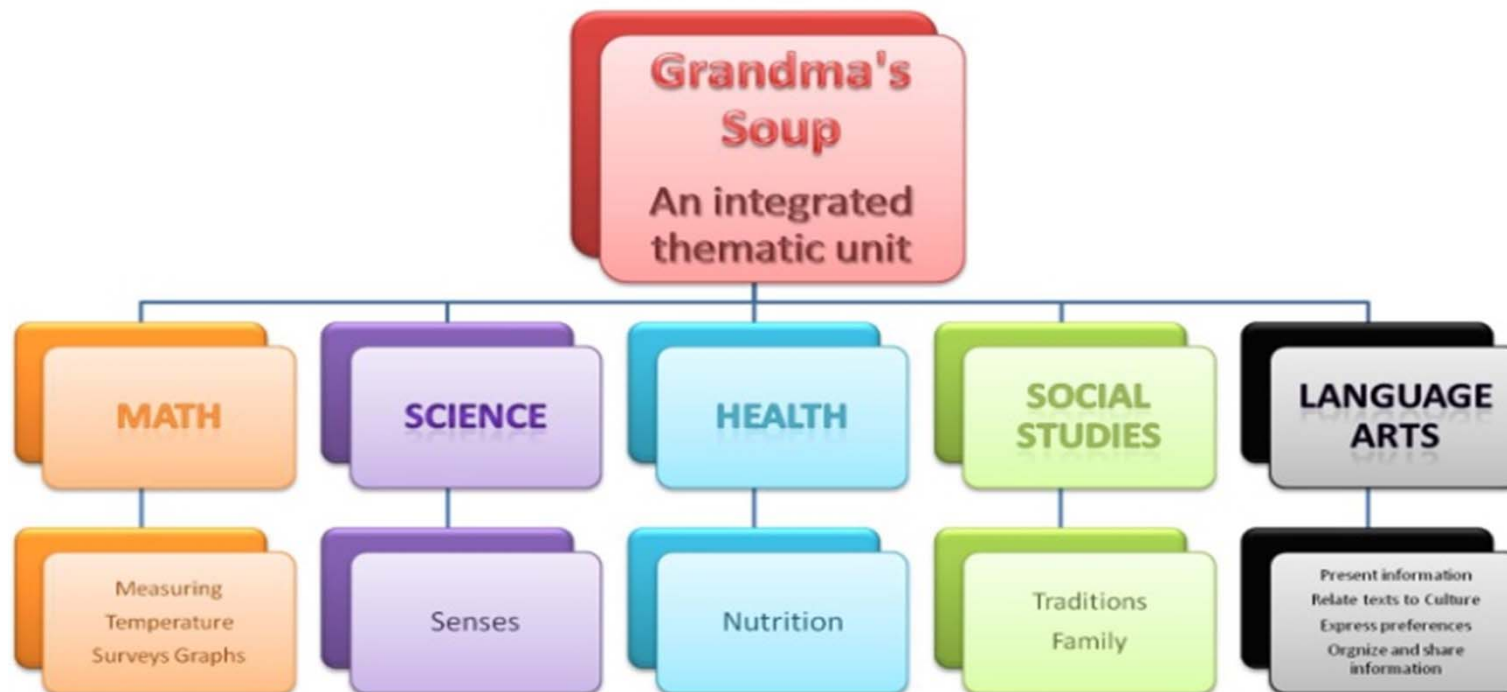 Grandma's
Soup
An integrated
thematic unit
MATH
SCIENCE
HEALTH
SOCIAL
STUDIES
LANGUAGE
ARTS
Measuring
Temperature
Surveys Graphs
Senses
Nutrition
Traditions
Family
Present information
Relate texts to Culture
Express preferences
Orgnize and share
information